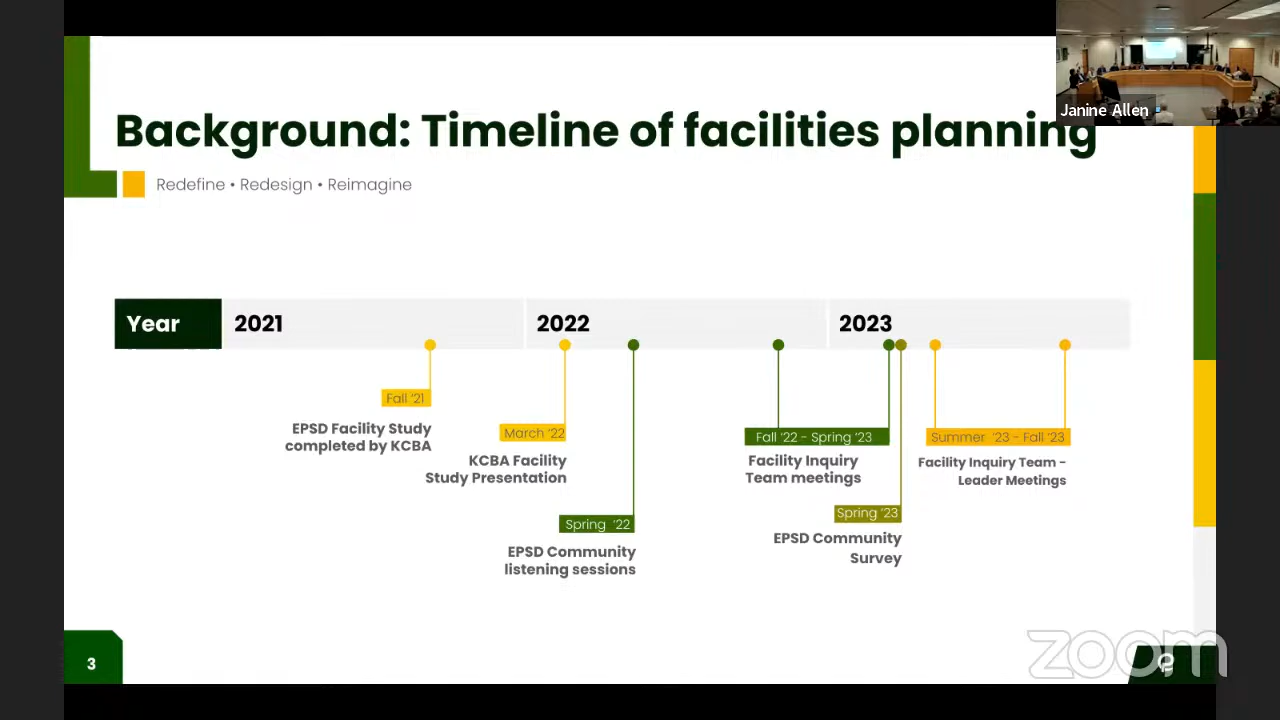 Janine Allen
Background: Timeline of facilities planning
Redefine • Redesign • Reimagine
Year
2021
2022
2023
Fall ‘21
EPSD Facility Study
completed by KCBA
March ‘22
KCBA Facility
Study Presentation
Spring ‘22
EPSD Community
listening sessions
Fall ‘22 - Spring ‘23
Facility Inquiry
Team meetings
Spring ‘23
EPSD Community
Survey
Summer ‘23 - Fall ‘23
Facility Inquiry Team -
Leader Meetings
3
zoom